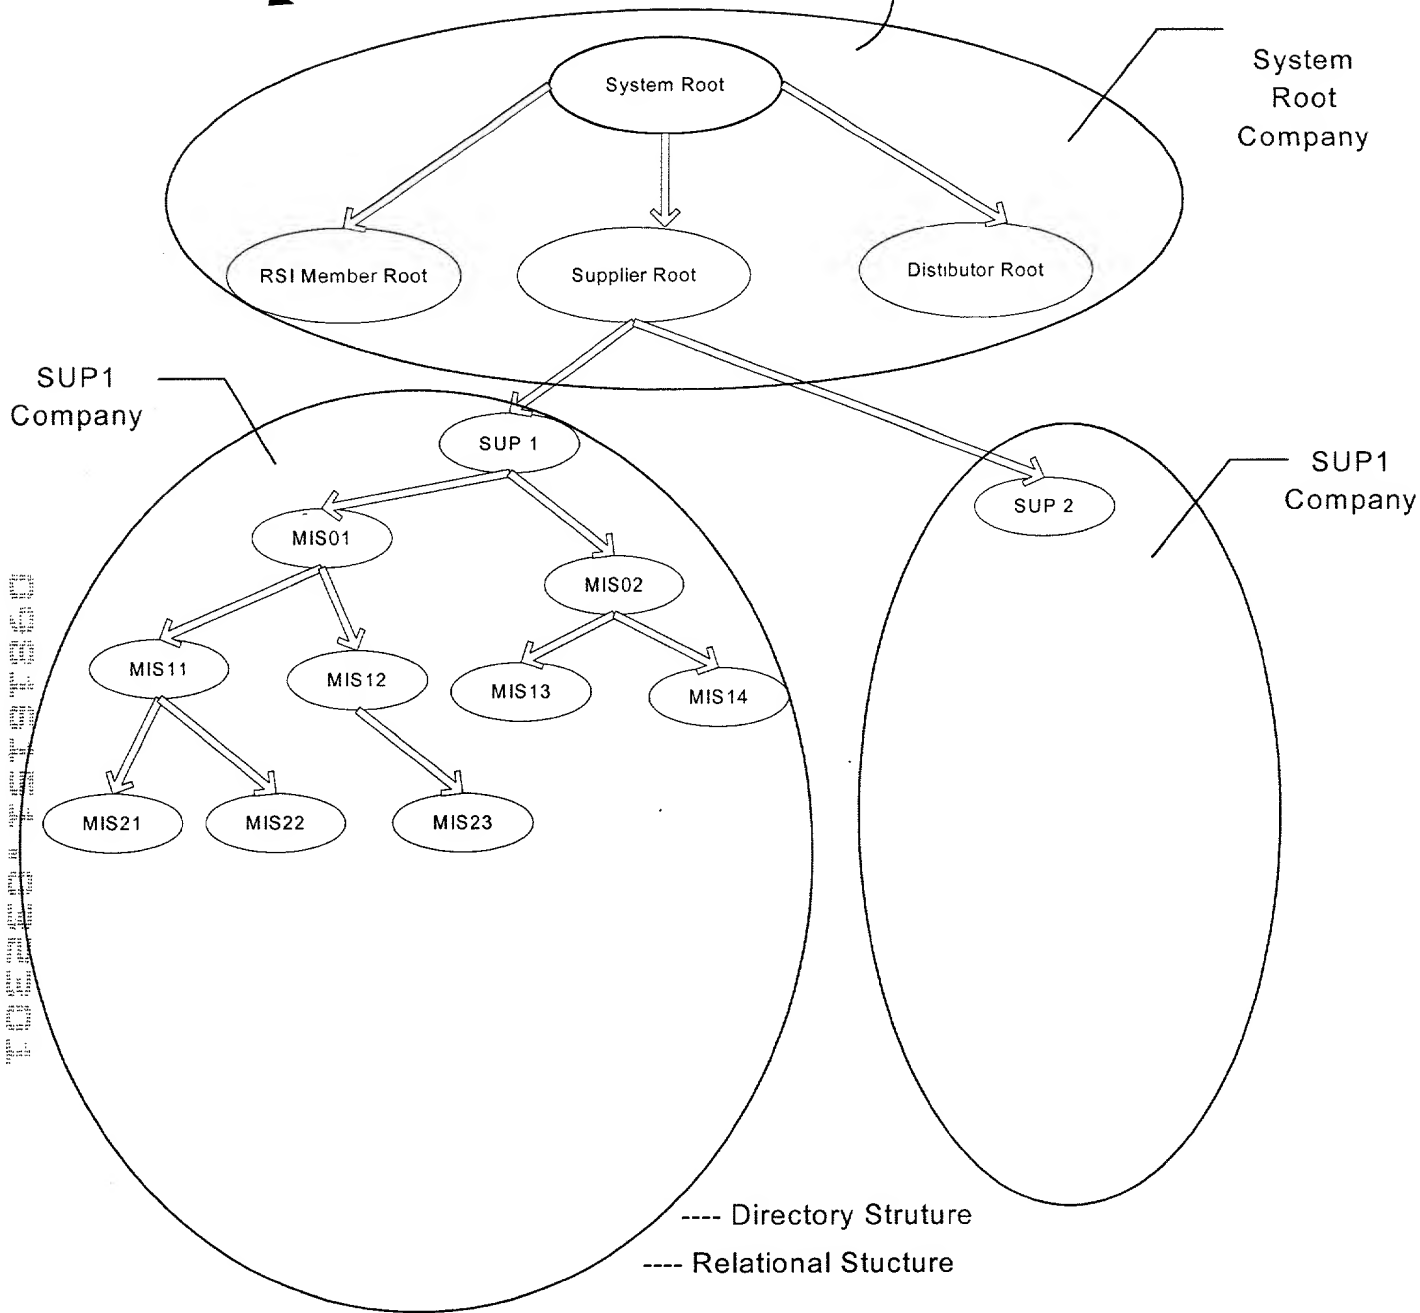 System Root
System
Root
Company
RSI Member Root
Supplier Root
Distibutor Root
SUP1
Company
SUP 1
SUP1
Company
SUP 2
MIS01
MIS02
MIS11
MIS12
MIS13
MIS14
MIS21
MIS22
MIS23
---- Directory Struture
---- Relational Stucture